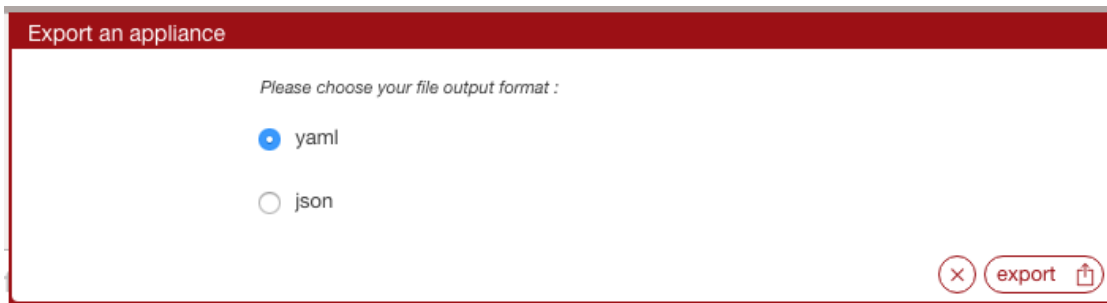 Export an appliance
Please choose your file output format :
yaml
json
export